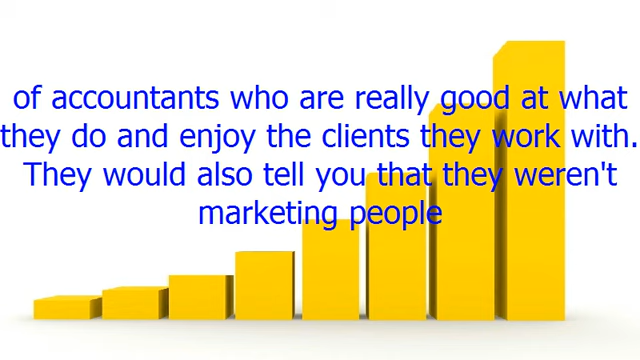 of accountants who are really good at what
they do and enjoy the clients they work with.
They would also tell you that they weren't
marketing people